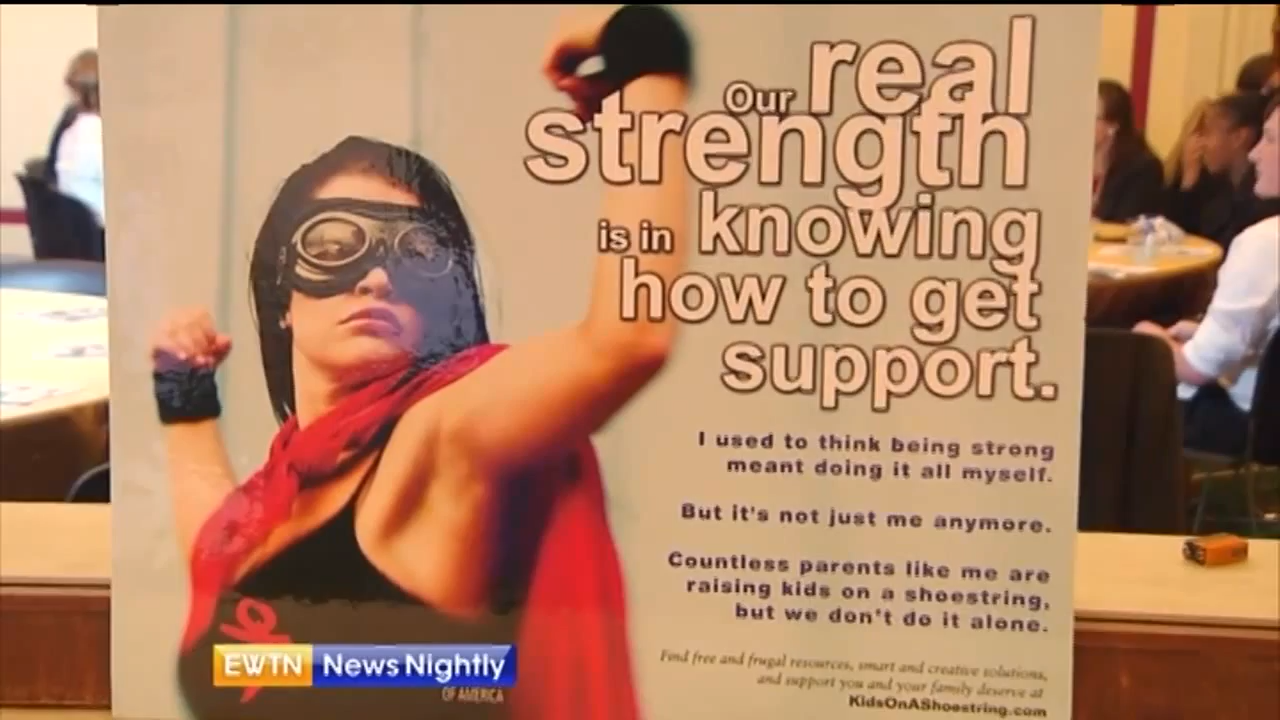 Our real
strength
is in knowing
how to get
support.
I used to think being strong
meant doing it all myself.
But it's not just me anymore.
Countless parents like me are
raising kids on a shoestring,
but we don't do it alone.
Find free and frugal resources, smart and creative solutions,
and support you and your family deserve at
KidsOnAShoestring.com
EWTN News Nightly
OF AMERICA